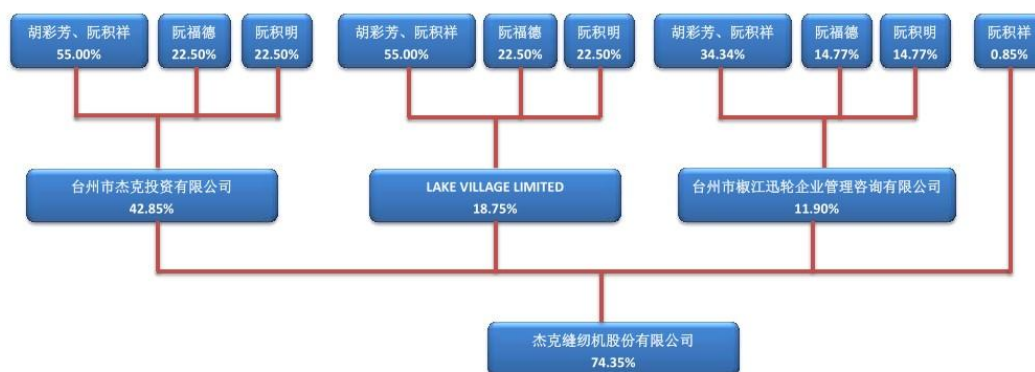 胡彩芳、阮积祥
55.00%
阮福德
22.50%
阮积明
22.50%
胡彩芳、阮积祥
55.00%
阮福德
22.50%
阮积明
22.50%
胡彩芳、阮积祥
34.34%
阮福德
14.77%
阮积明
14.77%
阮积祥
0.85%
台州市杰克投资有限公司
42.85%
LAKE VILLAGE LIMITED
18.75%
台州市椒江迅轮企业管理咨询有限公司
11.90%
杰克缝纫机股份有限公司
74.35%